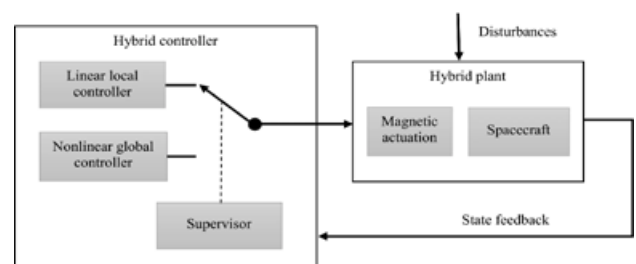 Hybrid controller
Linear local
controller
Nonlinear global
controller
Supervisor
Disturbances
Hybrid plant
Magnetic
actuation
Spacecraft
State feedback